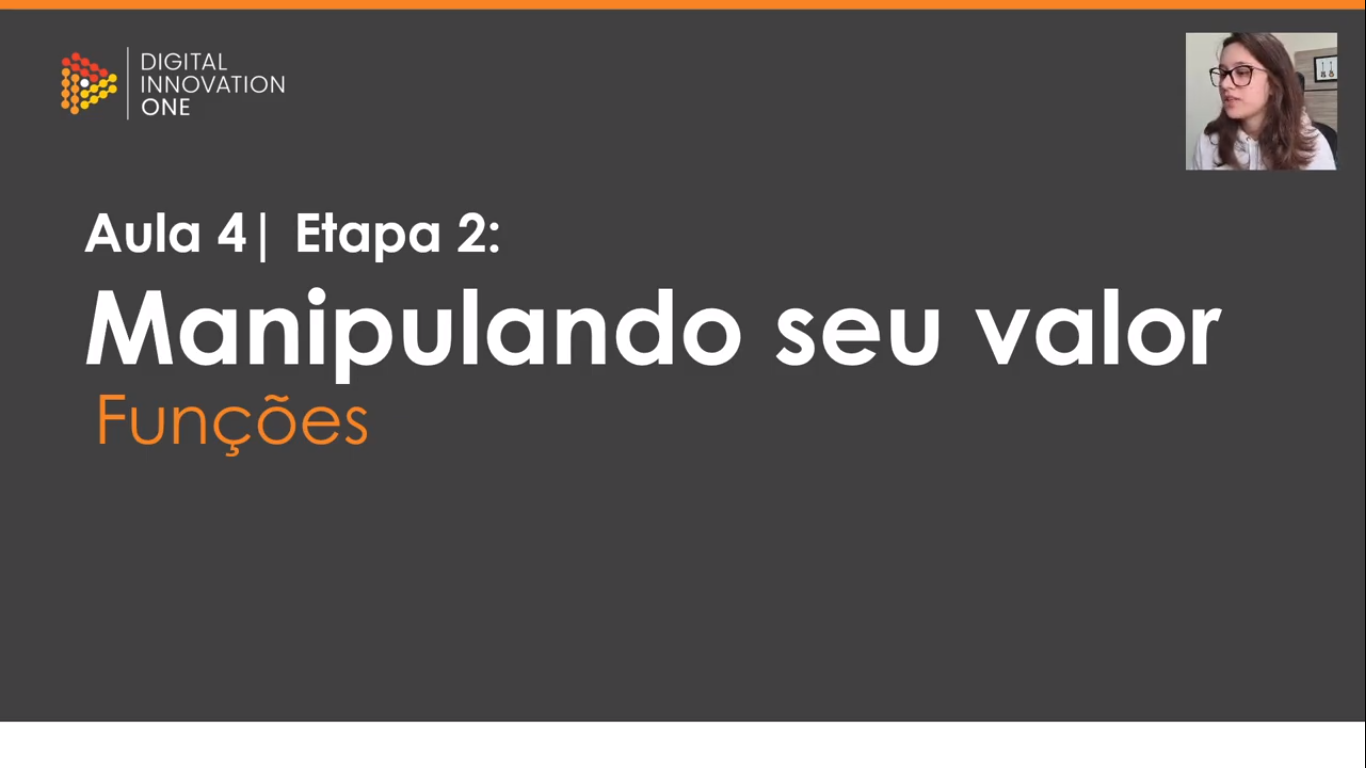 DIGITAL
INNOVATION
ONE
Aula 4| Etapa 2:
Manipulando seu valor
Funções